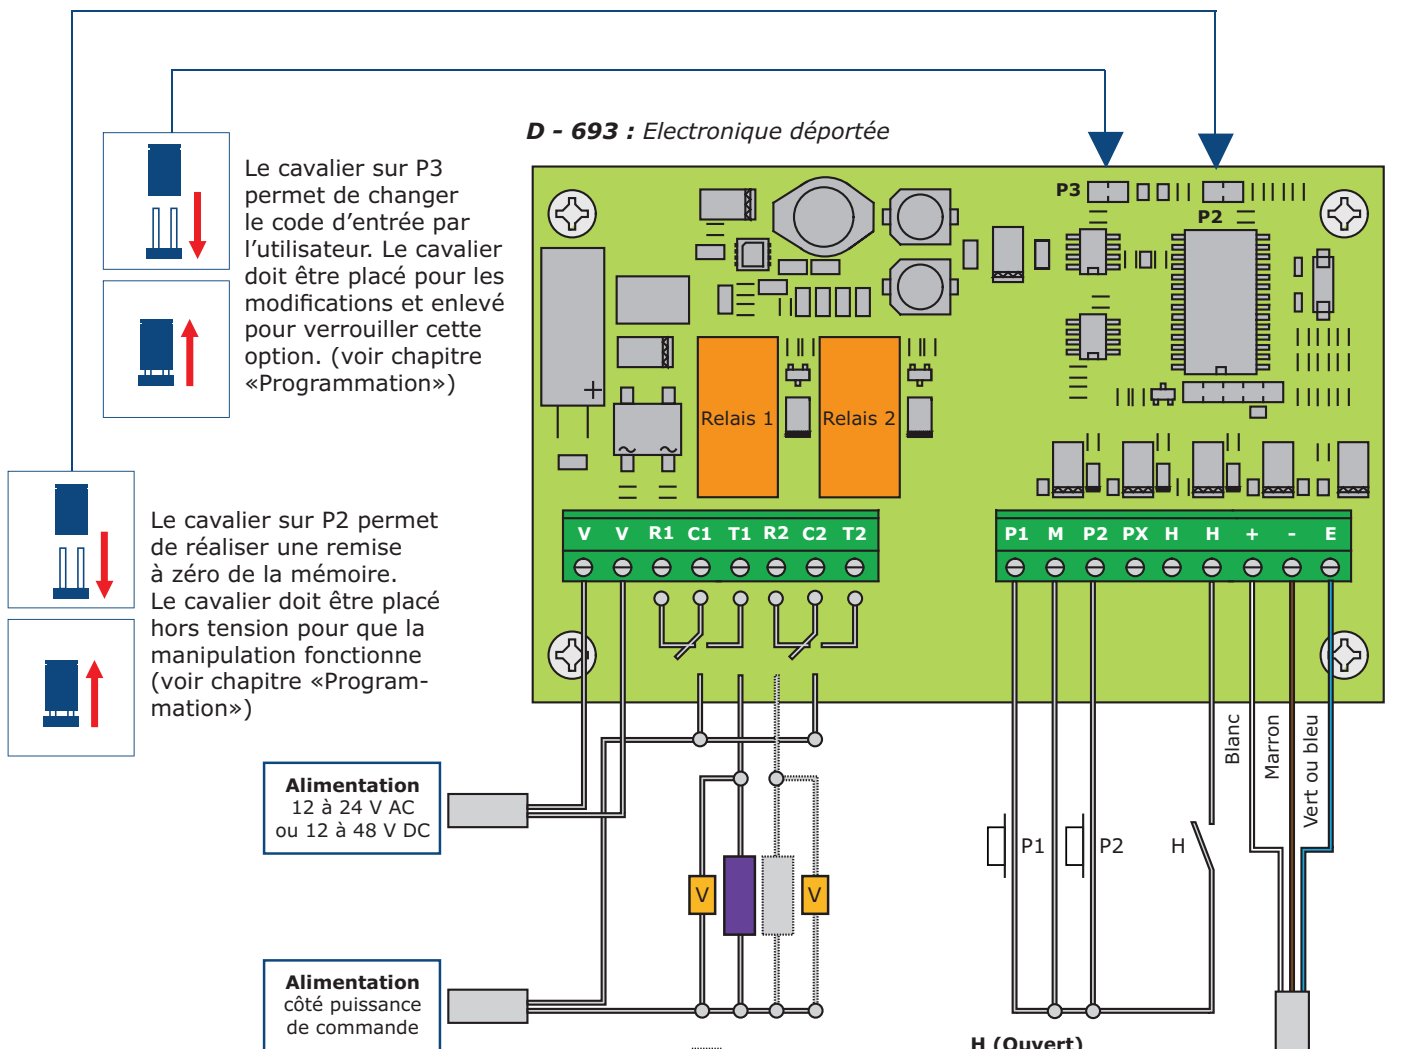 D - 693 : Electronique déportée
Le cavalier sur P3
permet de changer
le code d'entrée par
l'utilisateur. Le cavalier
doit être placé pour les
modifications et enlevé
pour verrouiller cette
option. (voir chapitre
«Programmation»)
P3
P2
Relais 1
Relais 2
Le cavalier sur P2 permet
de réaliser une remise
à zéro de la mémoire.
Le cavalier doit être placé
hors tension pour que la
manipulation fonctionne
(voir chapitre «Program-
mation»)
V V R1 C1 T1 R2 C2 T2
P1 M P2 PX H H + - E
Blanc
Marron
Vert ou bleu
Alimentation
12 à 24 V AC
ou 12 à 48 V DC
P1
P2
H
V
V
Alimentation
côté puissance
de commande
H (Ouvert)